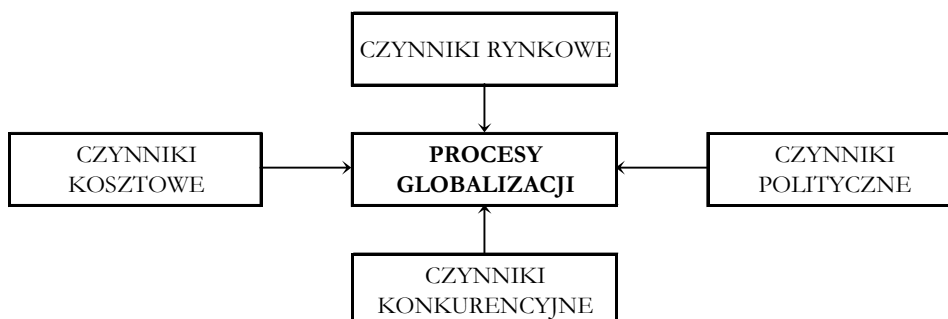 CZYNNIKI RYNKOWE
CZYNNIKI
KOSZTOWE
PROCESY
GLOBALIZACJI
CZYNNIKI
POLITYCZNE
CZYNNIKI
KONKURENCYJNE